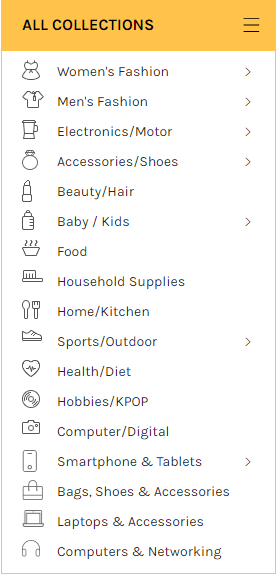 ALL COLLECTIONS
Women's Fashion
Men's Fashion
Electronics/Motor
Accessories/Shoes
Beauty/Hair
Baby / Kids
Food
Household Supplies
Home/Kitchen
Sports/Outdoor
Health/Diet
Hobbies/KPOP
Computer/Digital
Smartphone & Tablets
Bags, Shoes & Accessories
Laptops & Accessories
Computers & Networking